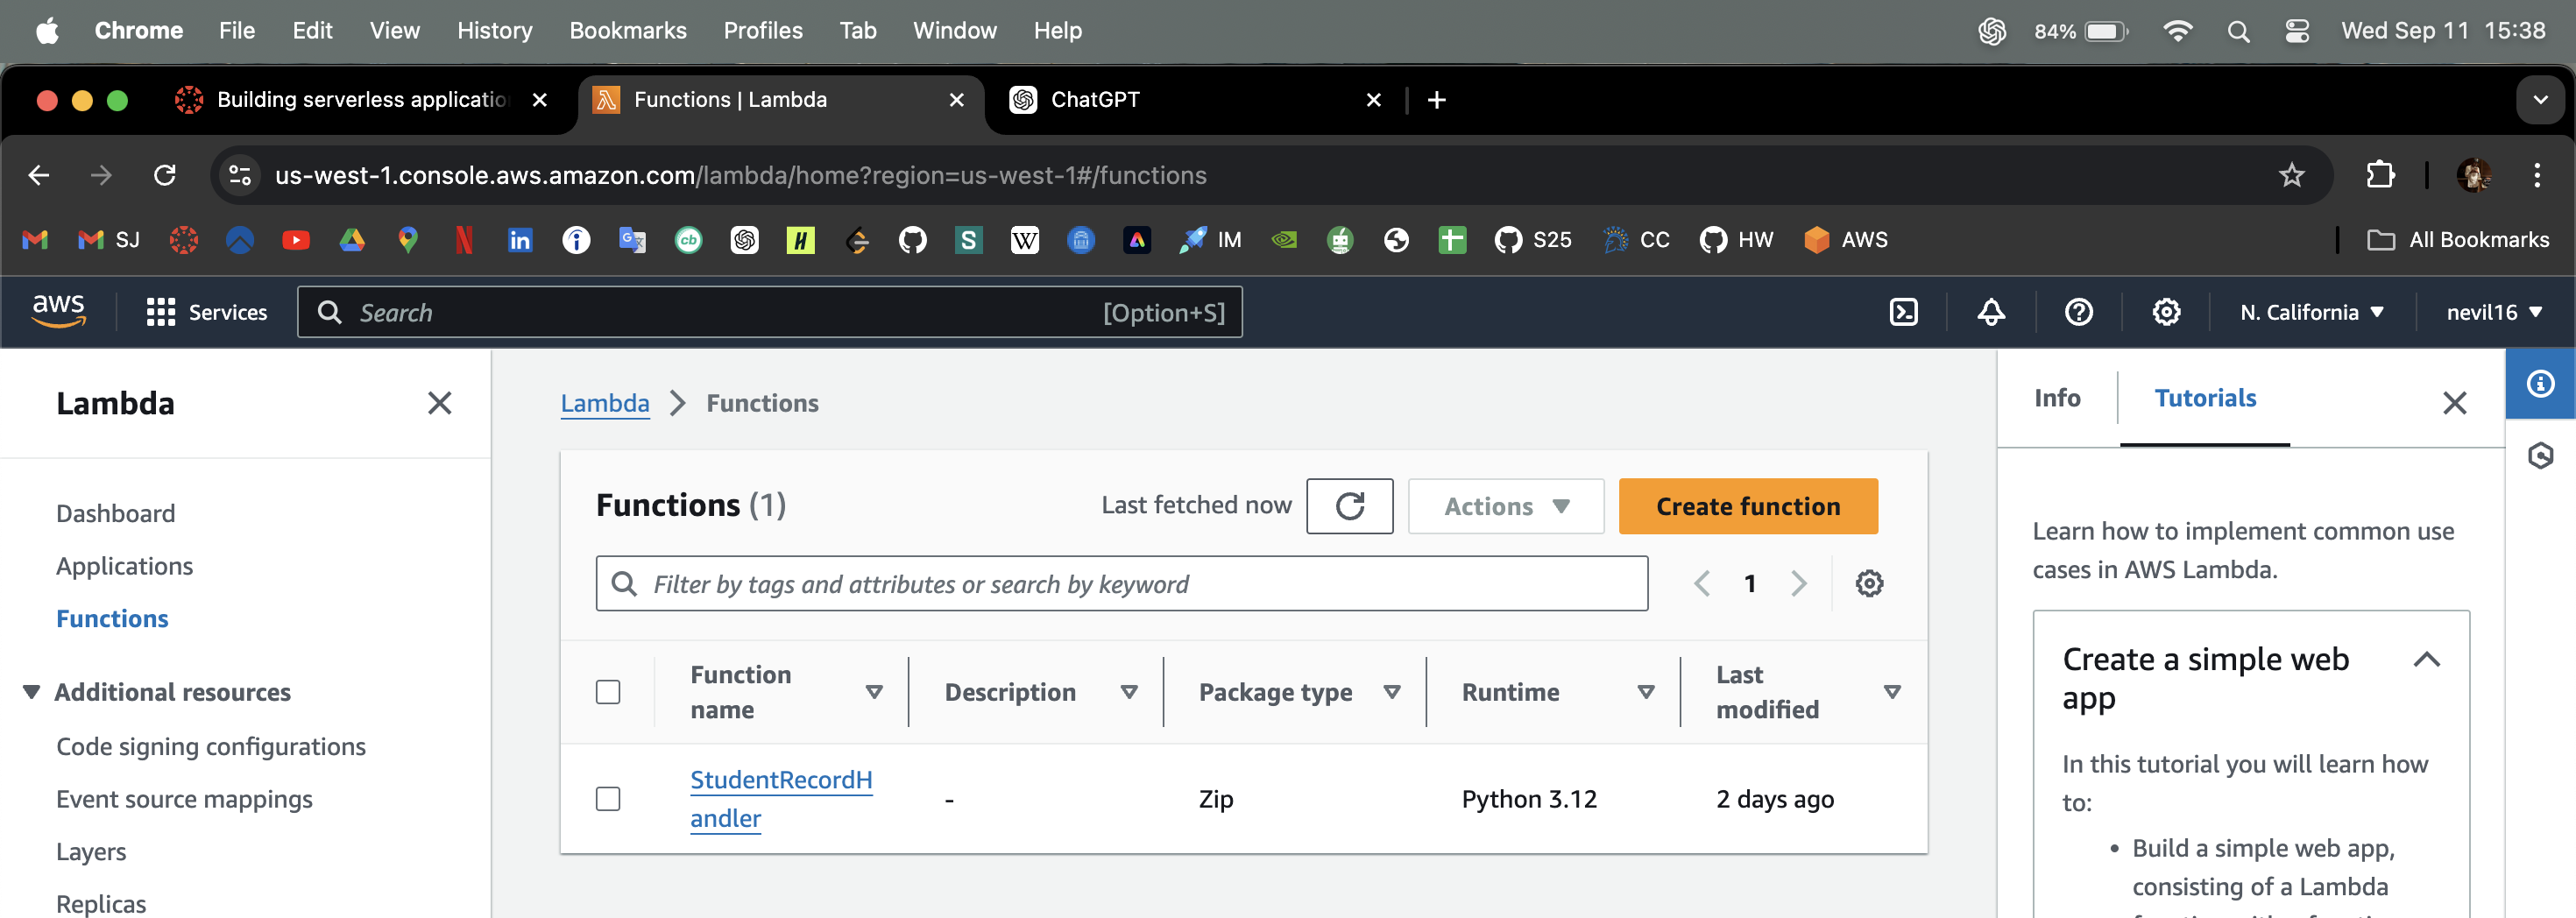 Chrome File Edit View History Bookmarks Profiles Tab Window Help 84% Wed Sep 11 15:38
Building serverless applicatio Functions | Lambda ChatGPT
us-west-1.console.aws.amazon.com/lambda/home?region=us-west-1#/functions
SJ IM S25 CC HW AWS All Bookmarks
aws Services Search [Option+S] N. California nevil16
Lambda
Dashboard
Applications
Functions
Additional resources
Code signing configurations
Event source mappings
Layers
Replicas
Lambda > Functions
Functions (1) Last fetched now Actions Create function
Filter by tags and attributes or search by keyword 1
Function name Description Package type Runtime Last modified
StudentRecordH
andler
- Zip Python 3.12 2 days ago
Info Tutorials
Learn how to implement common use
cases in AWS Lambda.
Create a simple web
app
In this tutorial you will learn how
to:
• Build a simple web app,
consisting of a Lambda